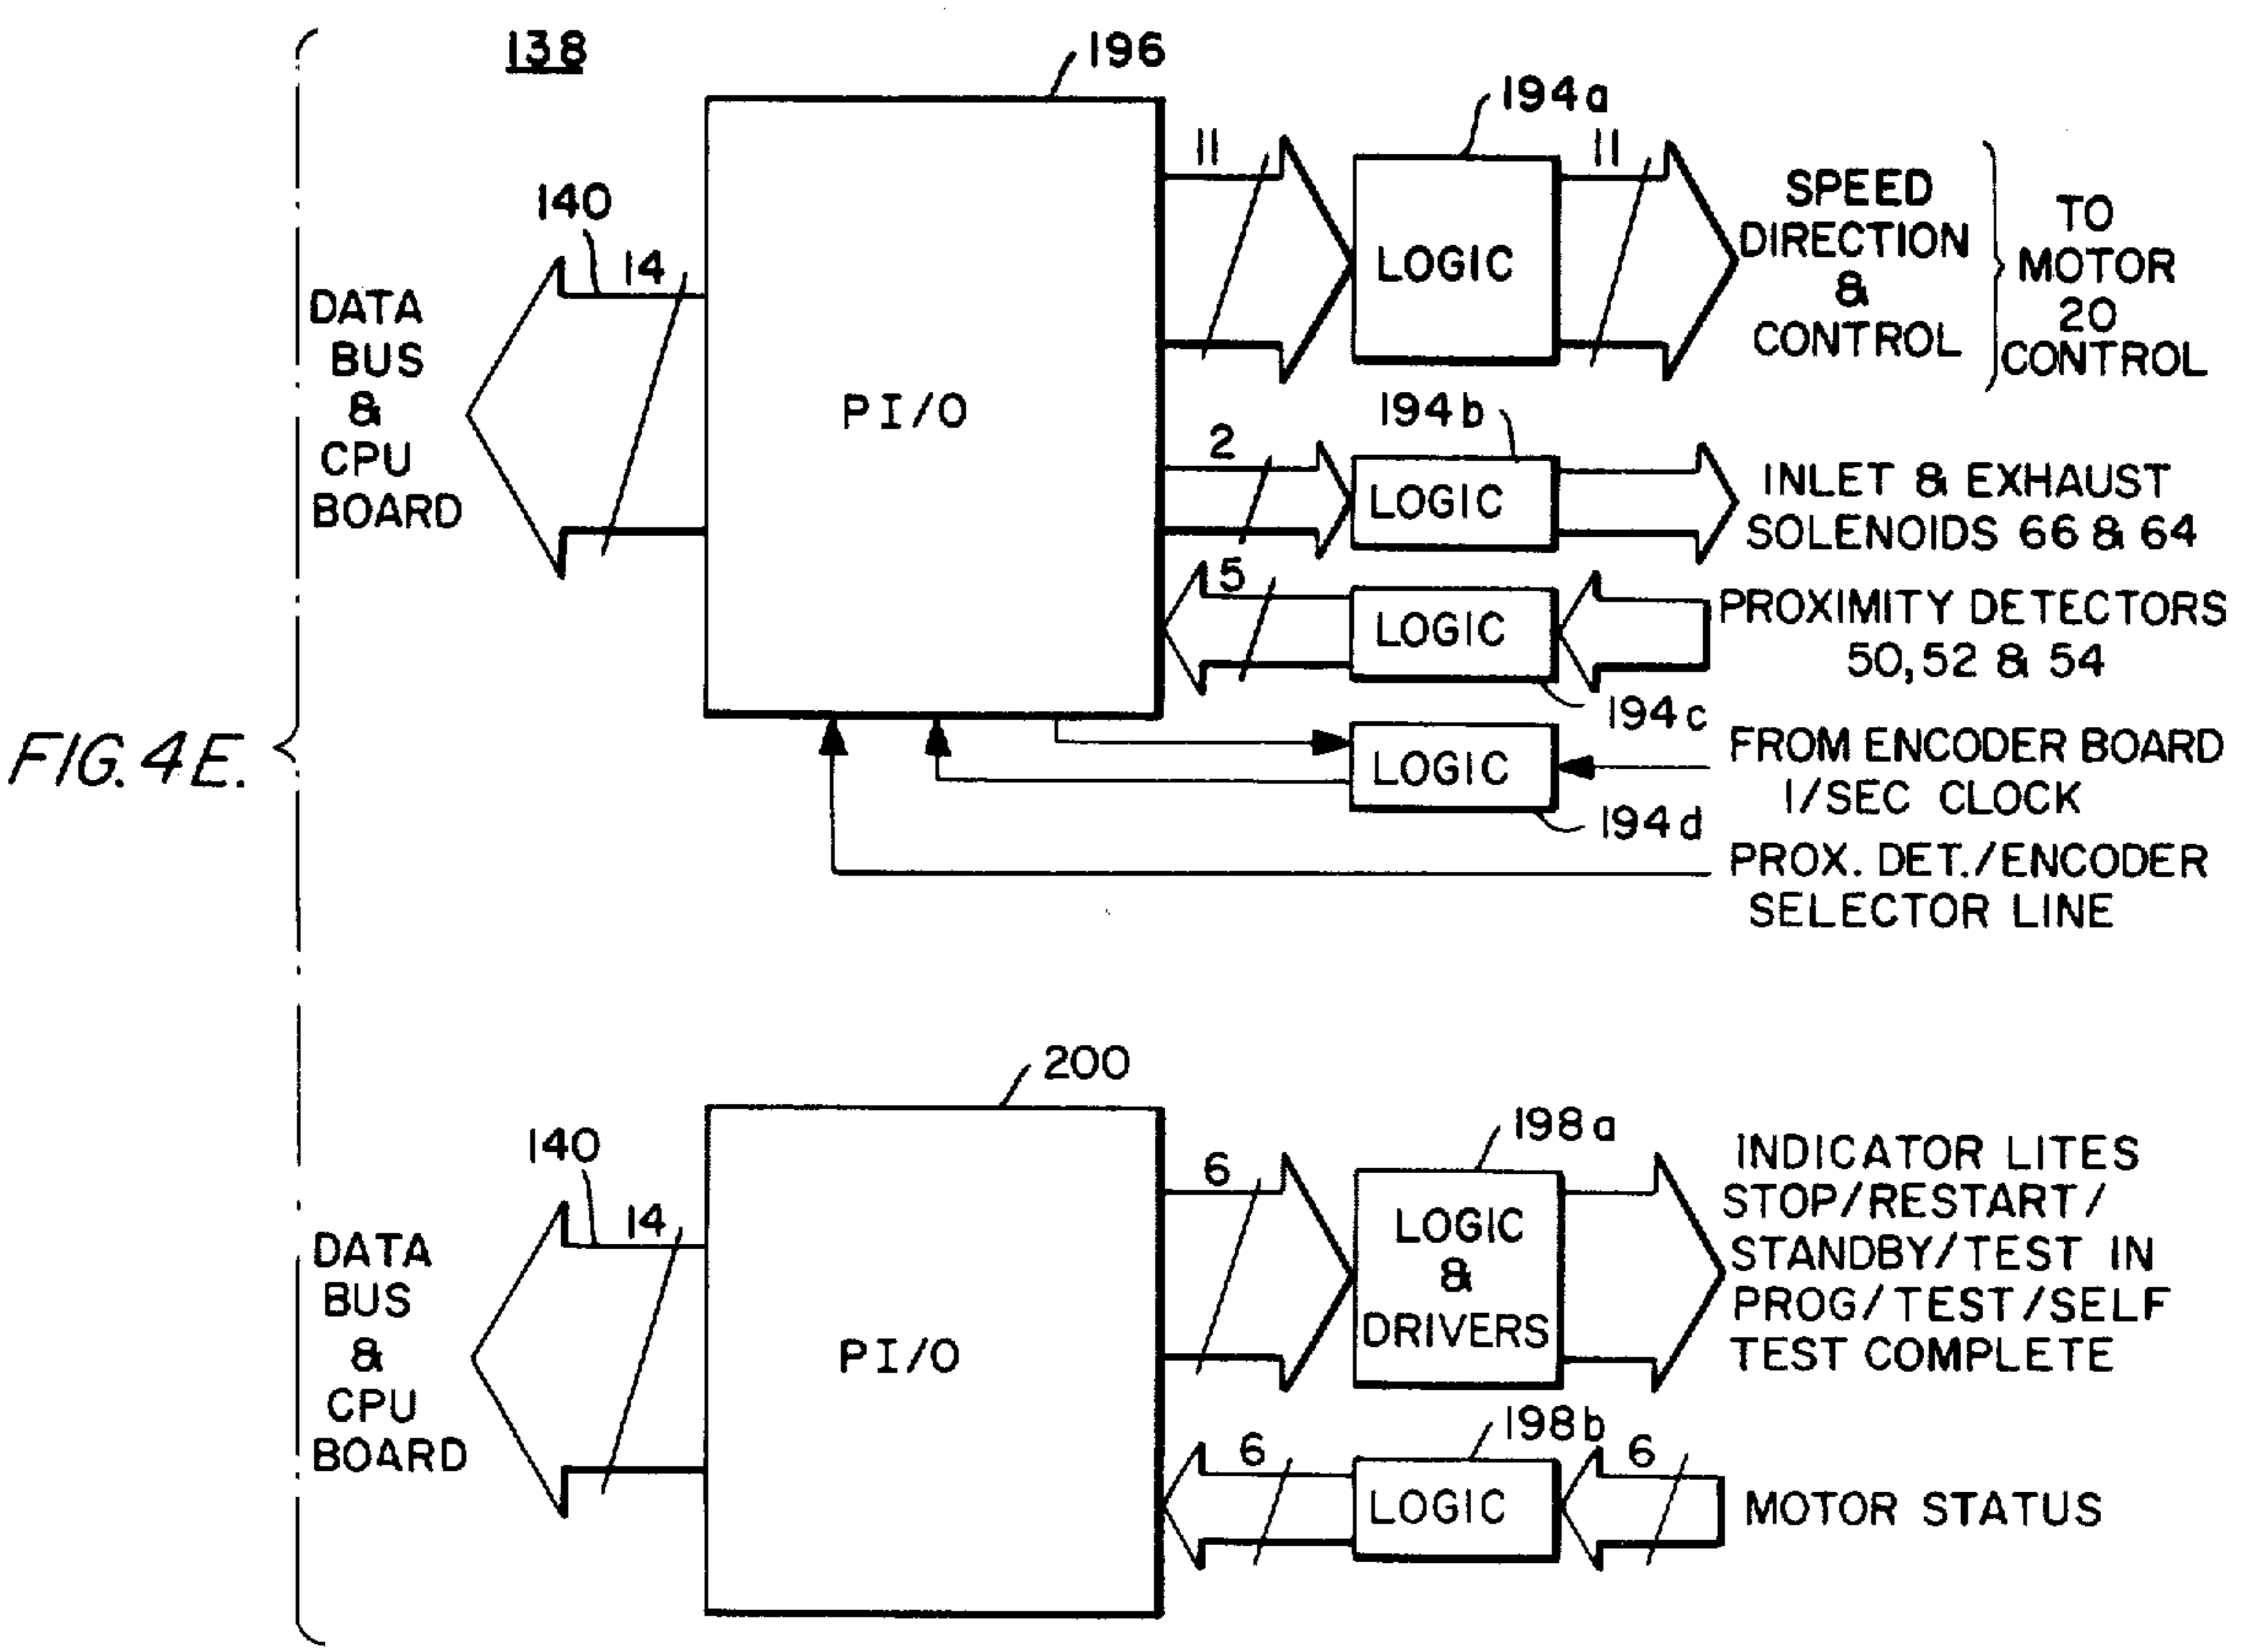 138
196
194a
11
11
140
14
DATA
BUS
&
CPU
BOARD
PI/O
LOGIC
SPEED
DIRECTION
&
CONTROL
TO
MOTOR
20
CONTROL
194b
2
LOGIC
INLET & EXHAUST
SOLENOIDS 66 & 64
5
LOGIC
PROXIMITY DETECTORS
50, 52 & 54
194c
LOGIC
FROM ENCODER BOARD
1/SEC CLOCK
194d
PROX. DET./ENCODER
SELECTOR LINE
FIG. 4E.
200
198a
140
14
DATA
BUS
&
CPU
BOARD
PI/O
6
LOGIC
&
DRIVERS
INDICATOR LITES
STOP/RESTART/
STANDBY/TEST IN
PROG/TEST/SELF
TEST COMPLETE
198b
6
LOGIC
6
MOTOR STATUS